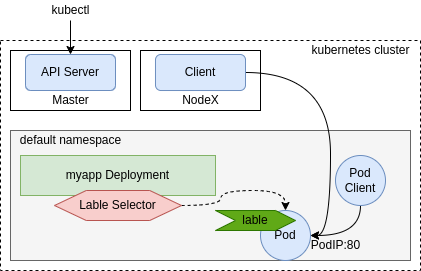 kubectl
kubernetes cluster
API Server
Master
Client
NodeX
default namespace
myapp Deployment
Lable Selector
lable
Pod
Pod
Client
PodIP:80